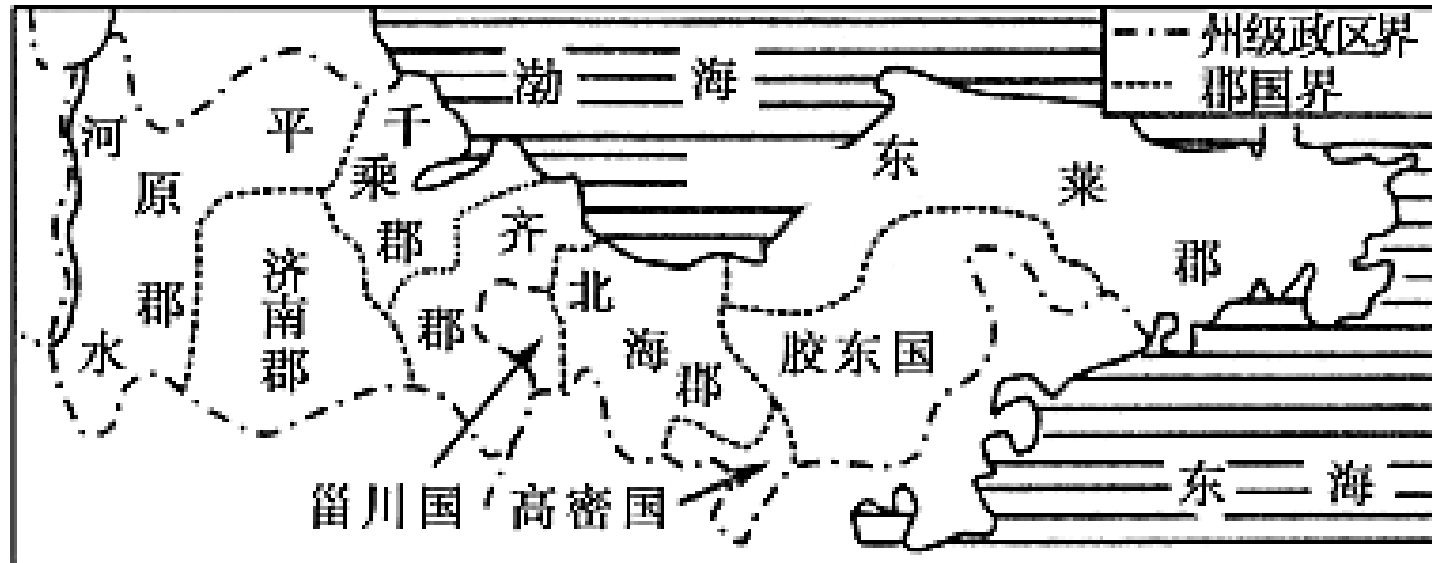 州级政区界
郡国界
渤海
河水
平原郡
千乘郡
济南郡
齐郡
北海郡
东莱郡
胶东国
甾川国
高密国
东海